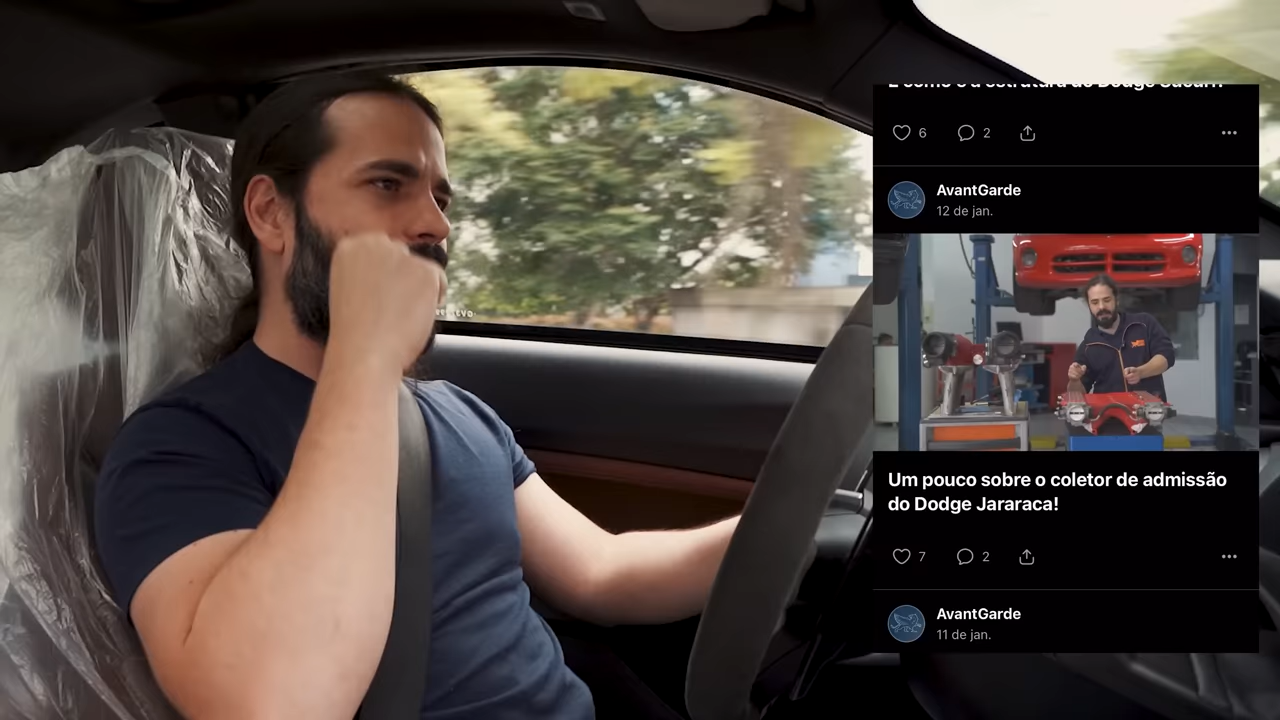 6
2
AvantGarde
12 de jan.
Um pouco sobre o coletor de admissão
do Dodge Jararaca!
7
2
AvantGarde
11 de jan.